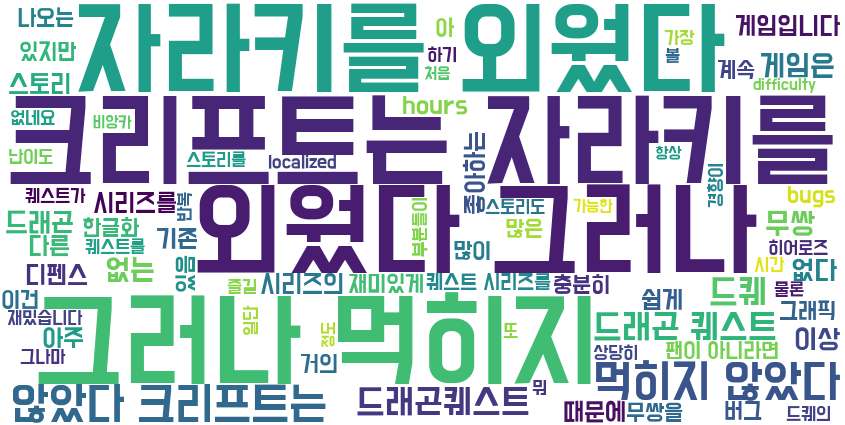 나오는 자라키를 외웠다 아 가장 게임입니다
있지만 하기 볼 계속 게임은
스토리 처음 difficulty
크리프트는 자라키를
없네요 비앙카 hours
난이도 스토리를 localized 좋아하는 항상
퀘스트가 시리즈를 반복 외웠다 그러나 스토리도 가능한 경향이 bugs
드래곤 한글화 부분들이 많은 무쌍
다른 퀘스트를 기존 많이 히어로즈
디펜스 없는 있음 시간 없다
즐길 시리즈의 재미있게 퀘스트 시리즈를 충분히 드퀘 물론
이것 그러나 먹히지 쉽게 그래픽
재밌습니다 일단 드래곤 퀘스트
아주 정도 또 이상
그나마 거의 상당히 팬이 아니라면
않았다 크리프트는 드래곤퀘스트 뭐 먹히지 않았다
때문에 무쌍을 버그 드퀘의